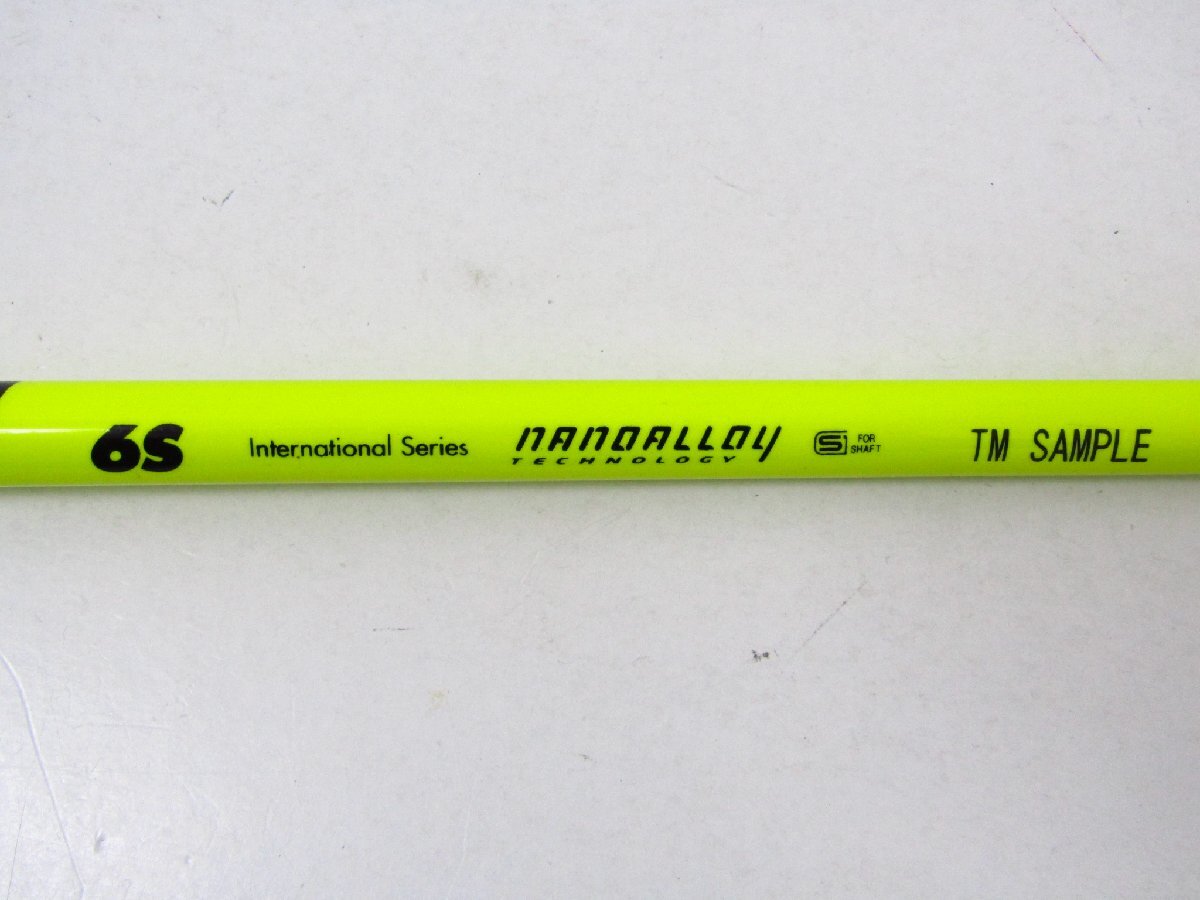 6S
International Series
NANOALLOY
TECHNOLOGY
S
FOR
SHAFT
TM SAMPLE